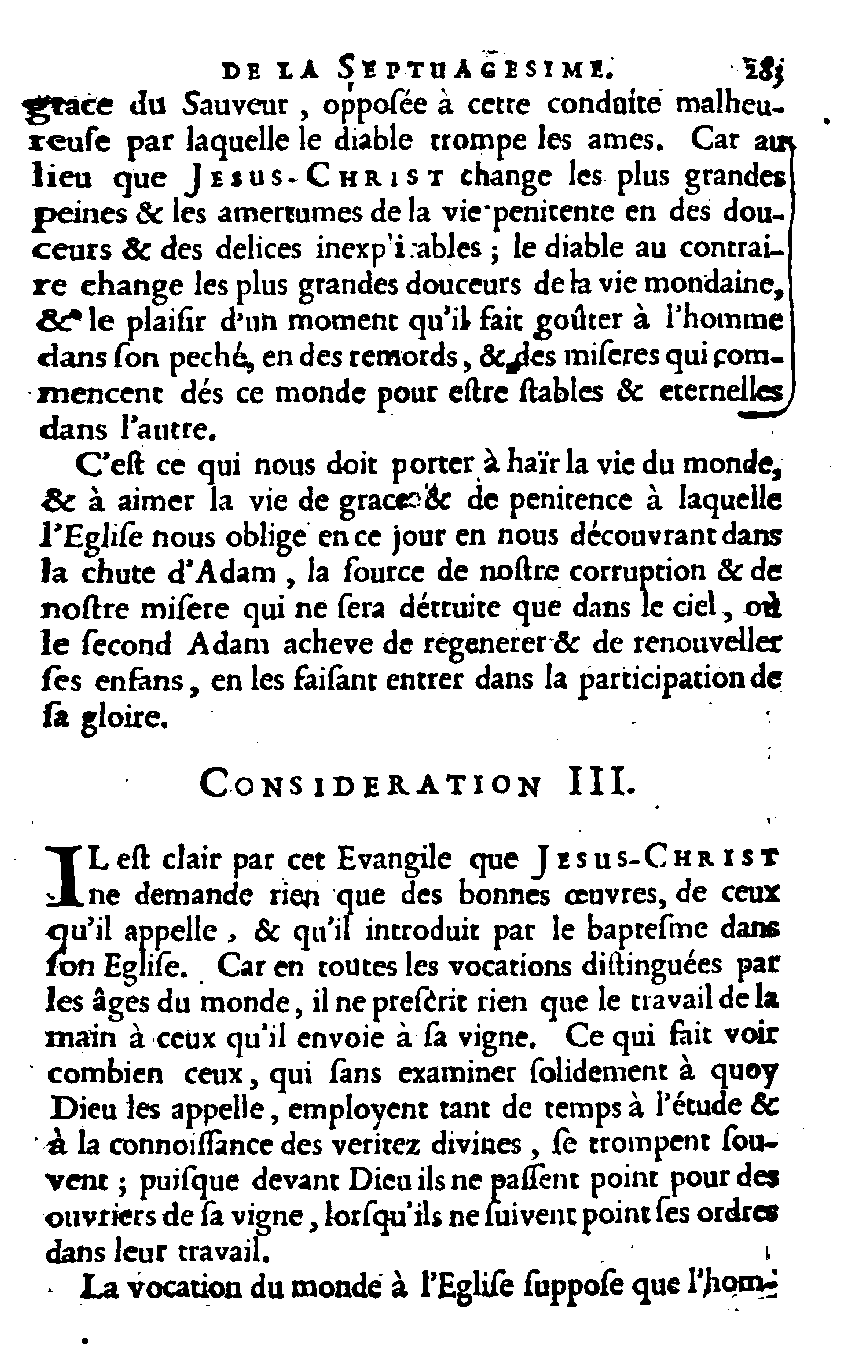 DE LA SEPTUAGESIME. 283
grace du Sauveur, opposée à cette conduite malheu-
reuſe par laquelle le diable trompe les ames. Car au
lieu que JESUS-CHRIST change les plus grandes
peines & les amertumes de la vie penitente en des dou-
ceurs & des delices ; le diable au contrai-
re change les plus grandes douceurs de la vie mondaine,
& le plaiſir d'un moment qu'il fait goûter à l'homme
dans ſon peché, en des remords, & des miſeres qui com-
mencent dés ce monde pour eſtre ſtables & eternelles
dans l'autre.
C'eſt ce qui nous doit porter à haïr la vie du monde,
& à aimer la vie de grace & de penitence à laquelle
l'Egliſe nous oblige en ce jour en nous découvrant dans
la chute d'Adam, la ſource de noſtre corruption & de
noſtre miſere qui ne ſera détruite que dans le ciel, où
le ſecond Adam acheve de regenerer & de renouveller
ſes enfans, en les faiſant entrer dans la participation de
ſa gloire.
CONSIDERATION III.
IL eſt clair par cet Evangile que JESUS-CHRIST
ne demande rien que des bonnes œuvres, de ceux
qu'il appelle, & qu'il introduit par le bapteſme dans
ſon Egliſe. Car en toutes les vocations diſtinguées par
les âges du monde, il ne preſcrit rien que le travail de la
main à ceux qu'il envoie à ſa vigne. Ce qui fait voir
combien ceux, qui ſans examiner ſolidement à quoy
Dieu les appelle, employent tant de temps à l'étude &
à la connoiſſance des veritez divines, ſe trompent ſou-
vent ; puiſque devant Dieu ils ne paſſent point pour des
ouvriers de ſa vigne, lorſqu'ils ne ſuivent point ſes ordres
dans leur travail.
La vocation du monde à l'Egliſe ſuppoſe que l'hom-